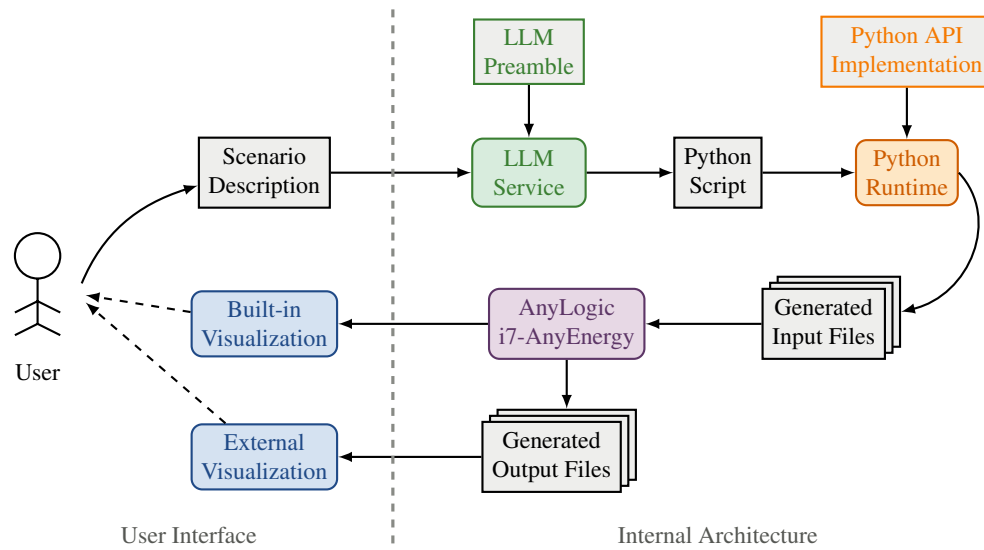 LLM
Preamble
Python API
Implementation
Scenario
Description
LLM
Service
Python
Script
Python
Runtime
User
Built-in
Visualization
AnyLogic
i7-AnyEnergy
Generated
Input Files
External
Visualization
Generated
Output Files
User Interface
Internal Architecture